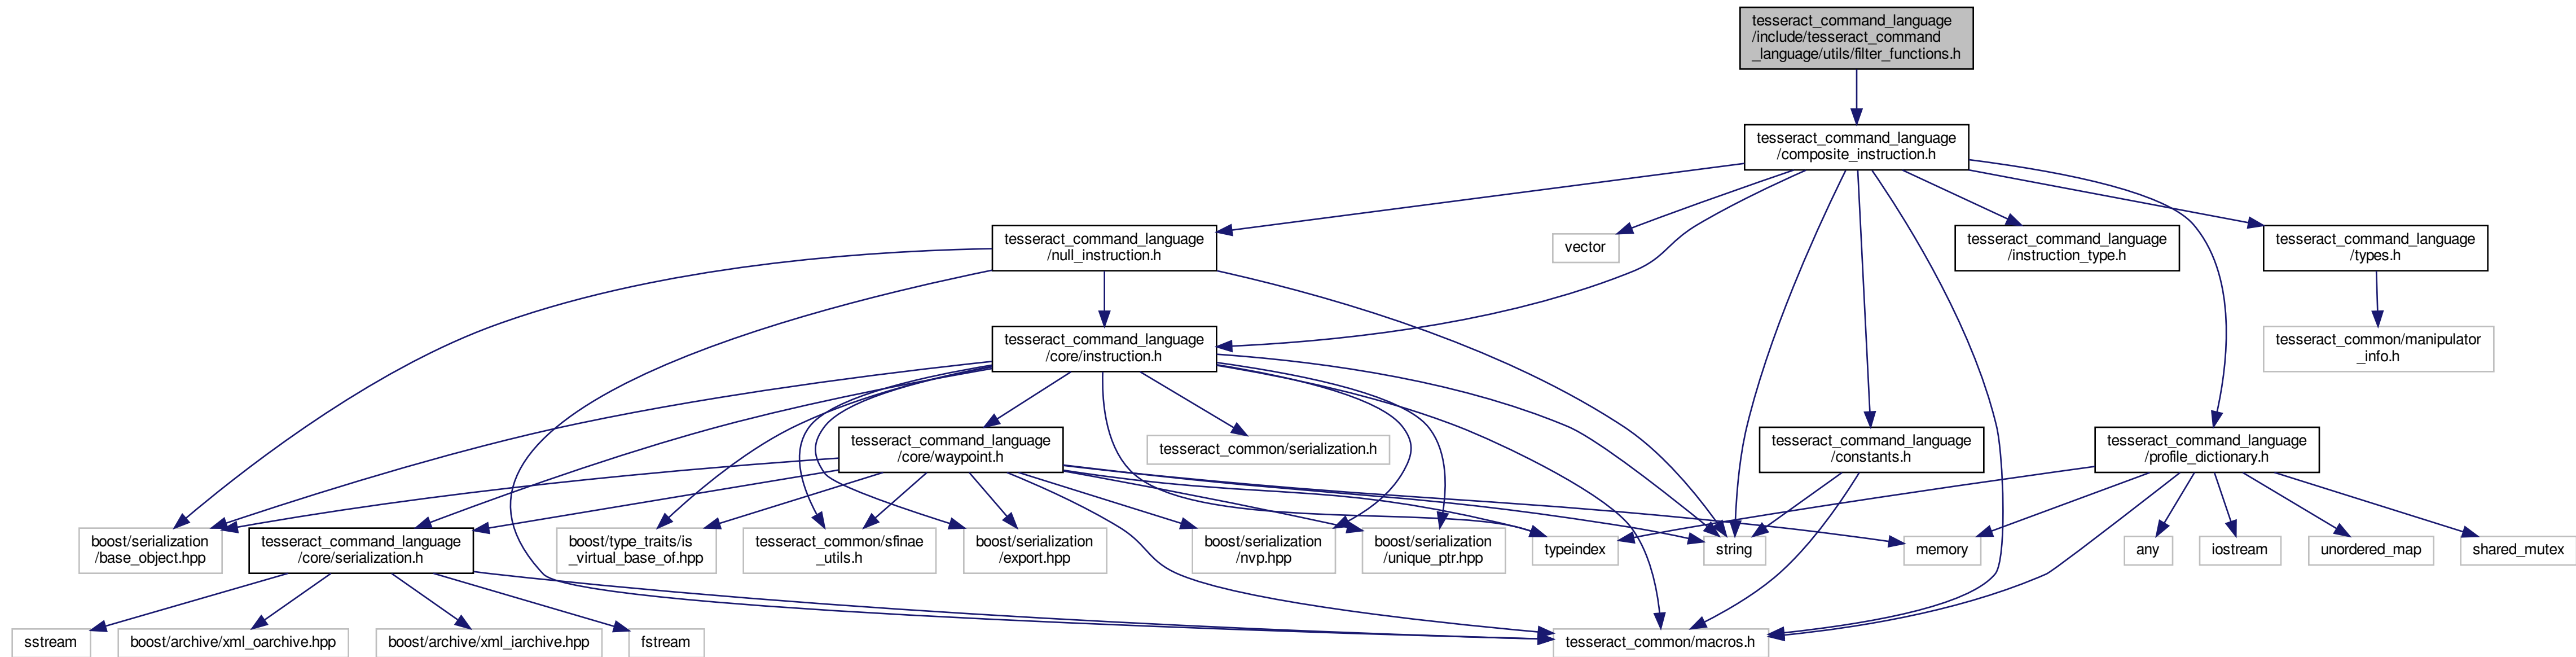 tesseract_command_language
/include/tesseract_command
_language/utils/filter_functions.h
tesseract_command_language
/composite_instruction.h
tesseract_command_language
/null_instruction.h
vector
tesseract_command_language
/instruction_type.h
tesseract_command_language
/types.h
tesseract_command_language
/core/instruction.h
tesseract_common/manipulator
_info.h
tesseract_command_language
/core/waypoint.h
tesseract_common/serialization.h
tesseract_command_language
/constants.h
tesseract_command_language
/profile_dictionary.h
boost/serialization
/base_object.hpp
tesseract_command_language
/core/serialization.h
boost/type_traits/is
_virtual_base_of.hpp
tesseract_common/sfinae
_utils.h
boost/serialization
/export.hpp
boost/serialization
/nvp.hpp
boost/serialization
/unique_ptr.hpp
typeindex
string
memory
any
iostream
unordered_map
shared_mutex
sstream
boost/archive/xml_oarchive.hpp
boost/archive/xml_iarchive.hpp
fstream
tesseract_common/macros.h